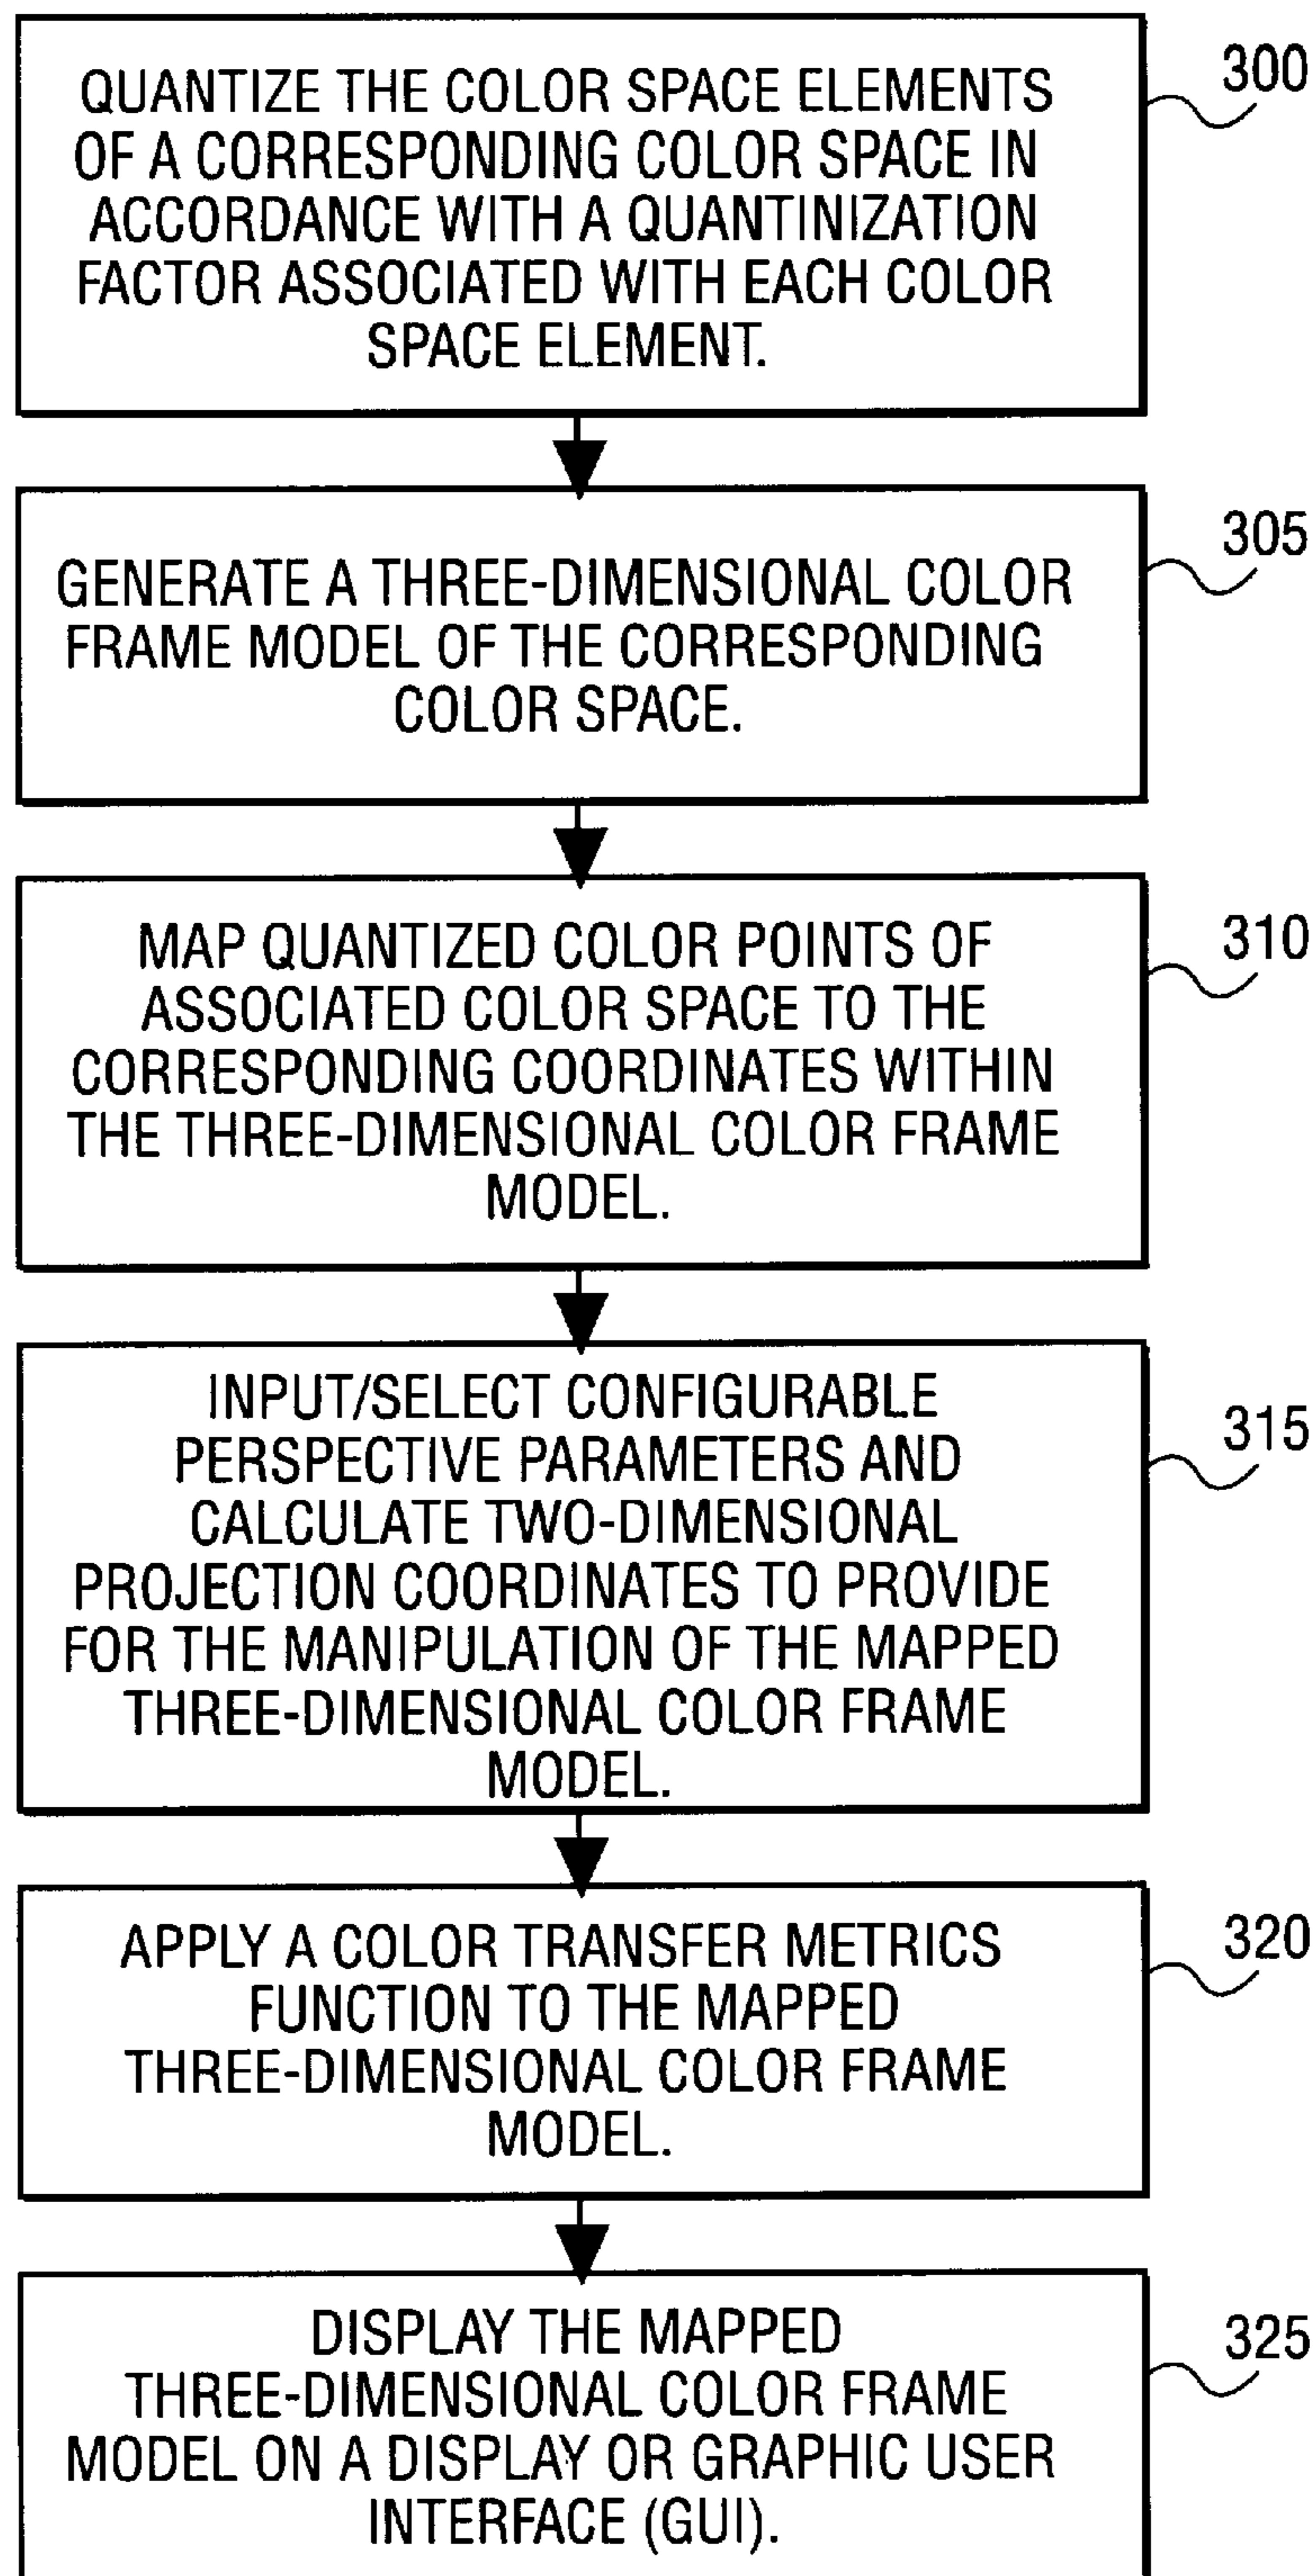 QUANTIZE THE COLOR SPACE ELEMENTS
OF A CORRESPONDING COLOR SPACE IN
ACCORDANCE WITH A QUANTINIZATION
FACTOR ASSOCIATED WITH EACH COLOR
SPACE ELEMENT.
300
GENERATE A THREE-DIMENSIONAL COLOR
FRAME MODEL OF THE CORRESPONDING
COLOR SPACE.
305
MAP QUANTIZED COLOR POINTS OF
ASSOCIATED COLOR SPACE TO THE
CORRESPONDING COORDINATES WITHIN
THE THREE-DIMENSIONAL COLOR FRAME
MODEL.
310
INPUT/SELECT CONFIGURABLE
PERSPECTIVE PARAMETERS AND
CALCULATE TWO-DIMENSIONAL
PROJECTION COORDINATES TO PROVIDE
FOR THE MANIPULATION OF THE MAPPED
THREE-DIMENSIONAL COLOR FRAME
MODEL.
315
APPLY A COLOR TRANSFER METRICS
FUNCTION TO THE MAPPED
THREE-DIMENSIONAL COLOR FRAME
MODEL.
320
DISPLAY THE MAPPED
THREE-DIMENSIONAL COLOR FRAME
MODEL ON A DISPLAY OR GRAPHIC USER
INTERFACE (GUI).
325